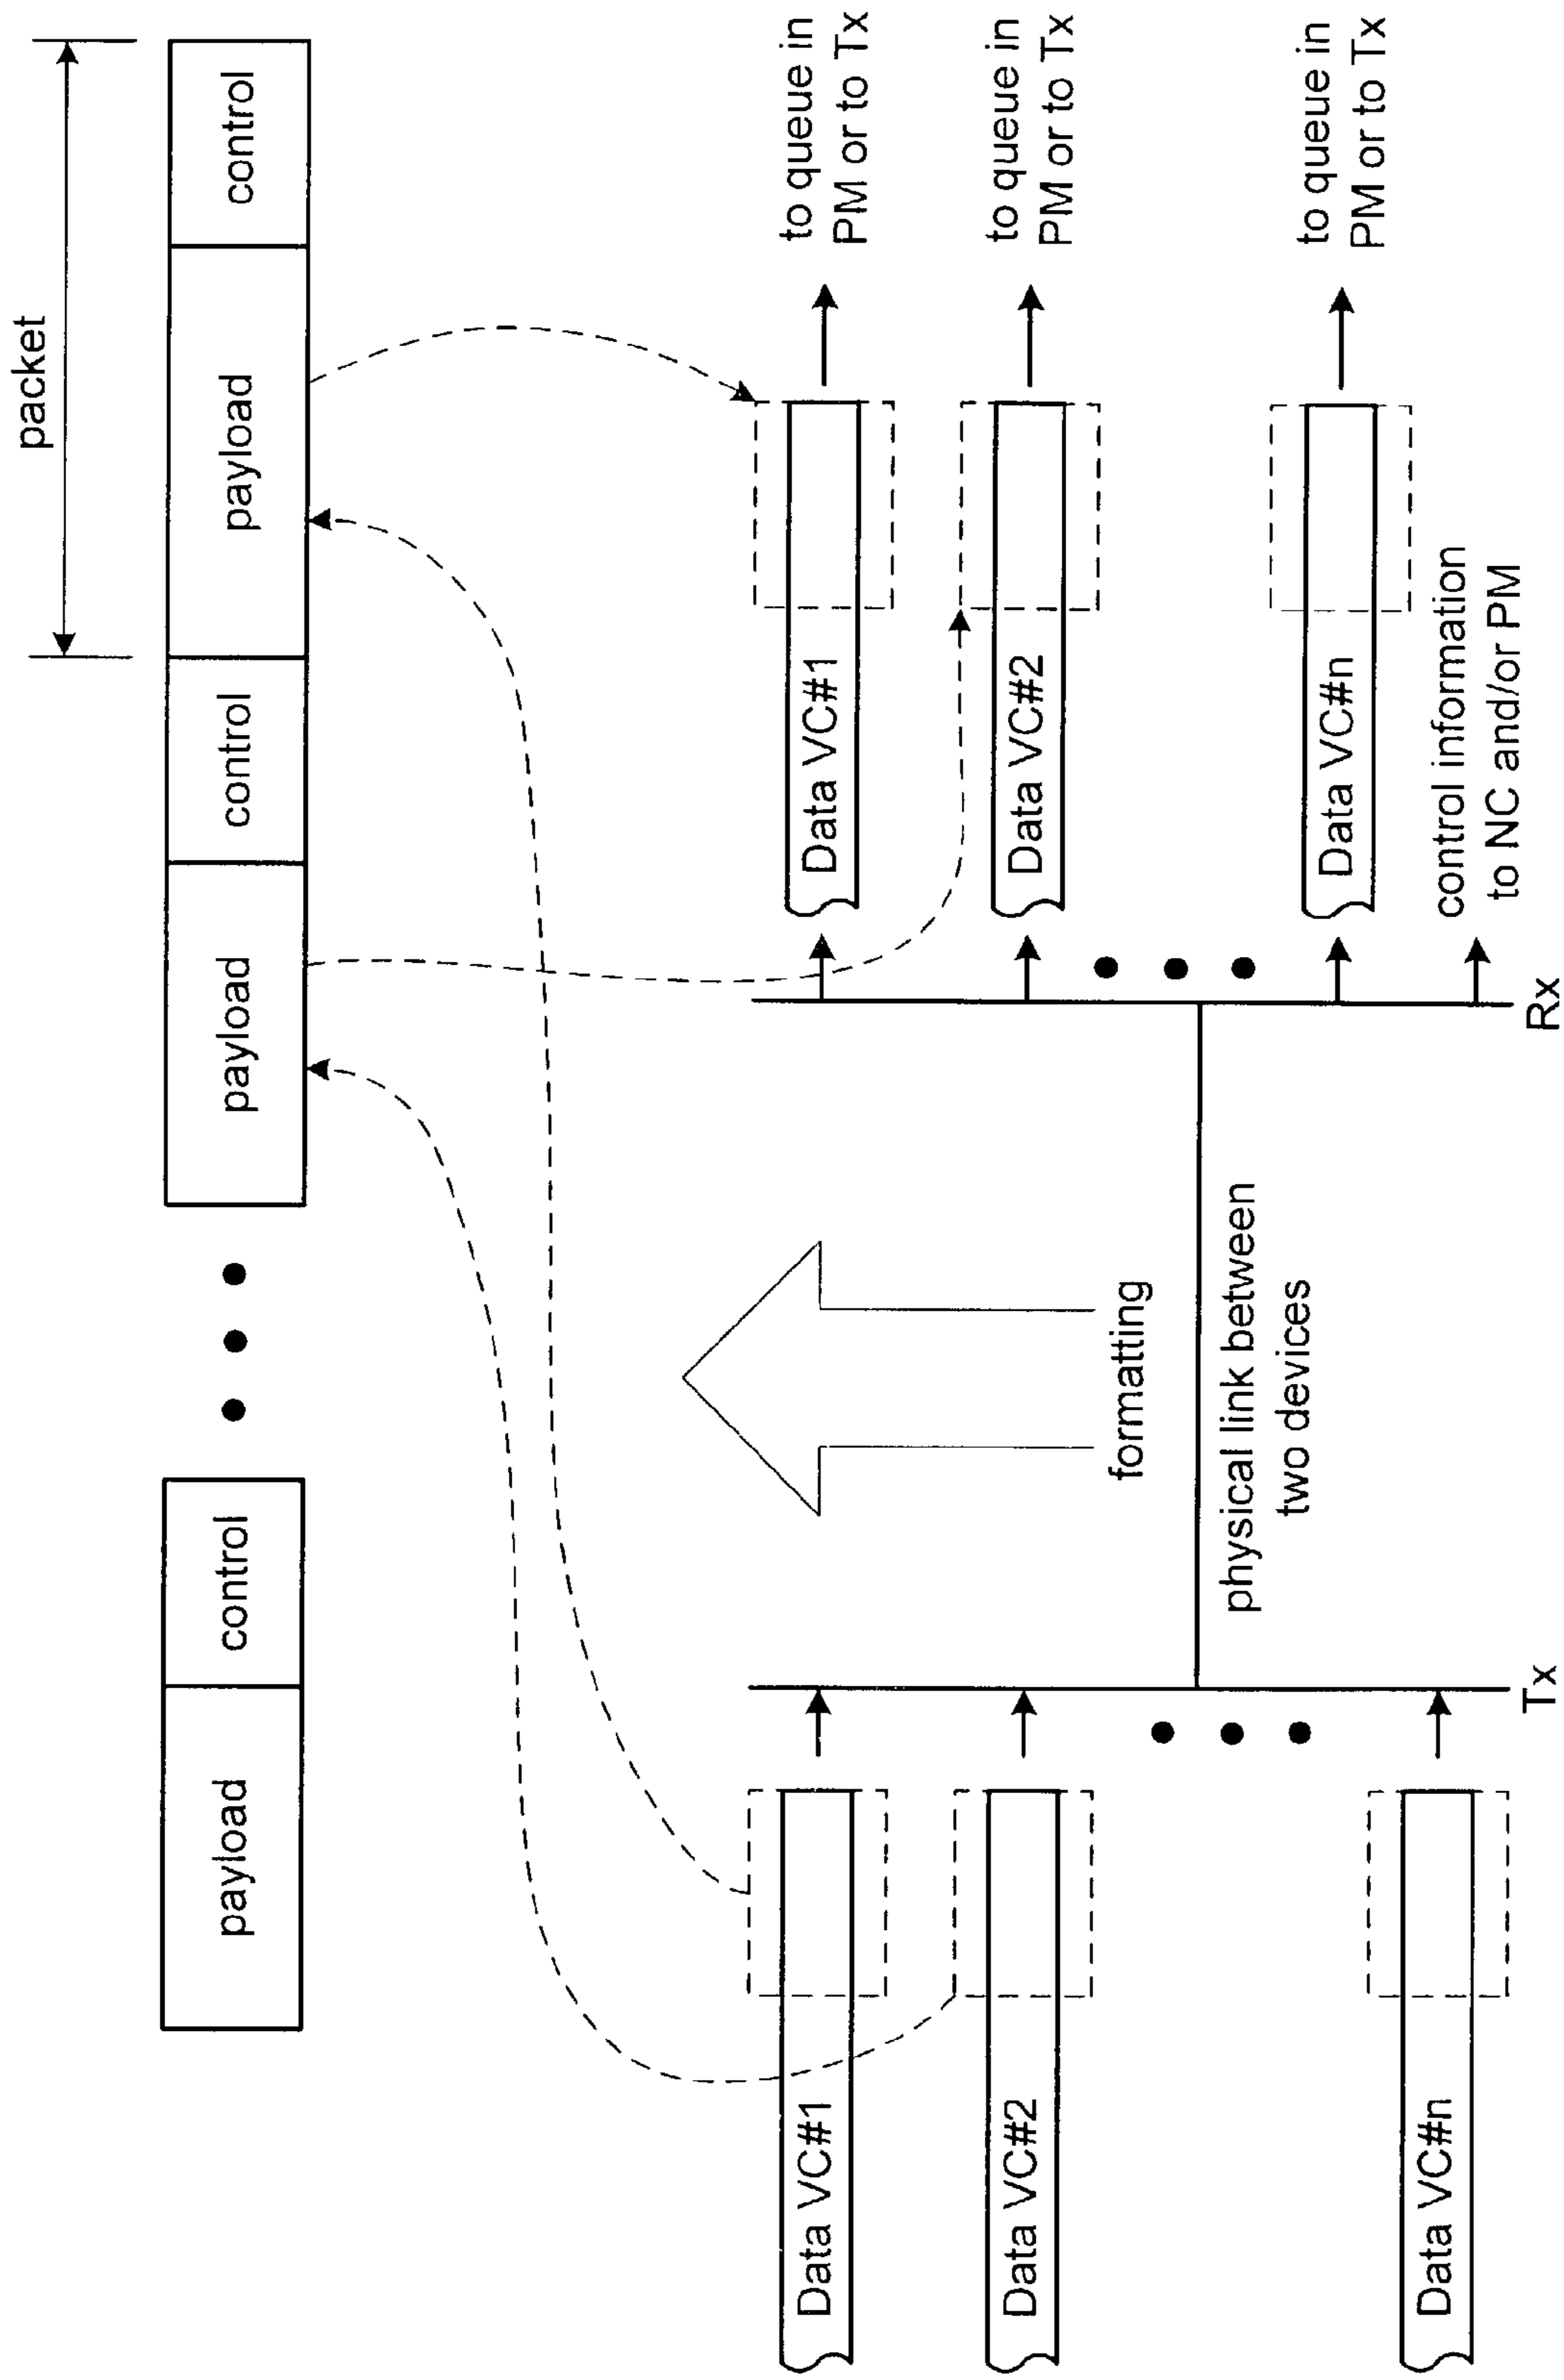 packet
payload
control
payload
control
payload
control
formatting
Data VC#1
Data VC#2
Data VC#n
Tx
physical link between
two devices
Rx
Data VC#1
Data VC#2
Data VC#n
to queue in
PM or to Tx
to queue in
PM or to Tx
to queue in
PM or to Tx
control information
to NC and/or PM